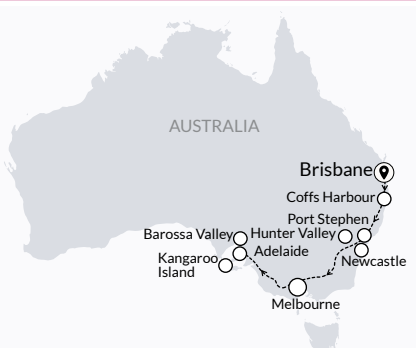 AUSTRALIA
Brisbane
Coffs Harbour
Port Stephen
Hunter Valley
Newcastle
Barossa Valley
Adelaide
Kangaroo
Island
Melbourne